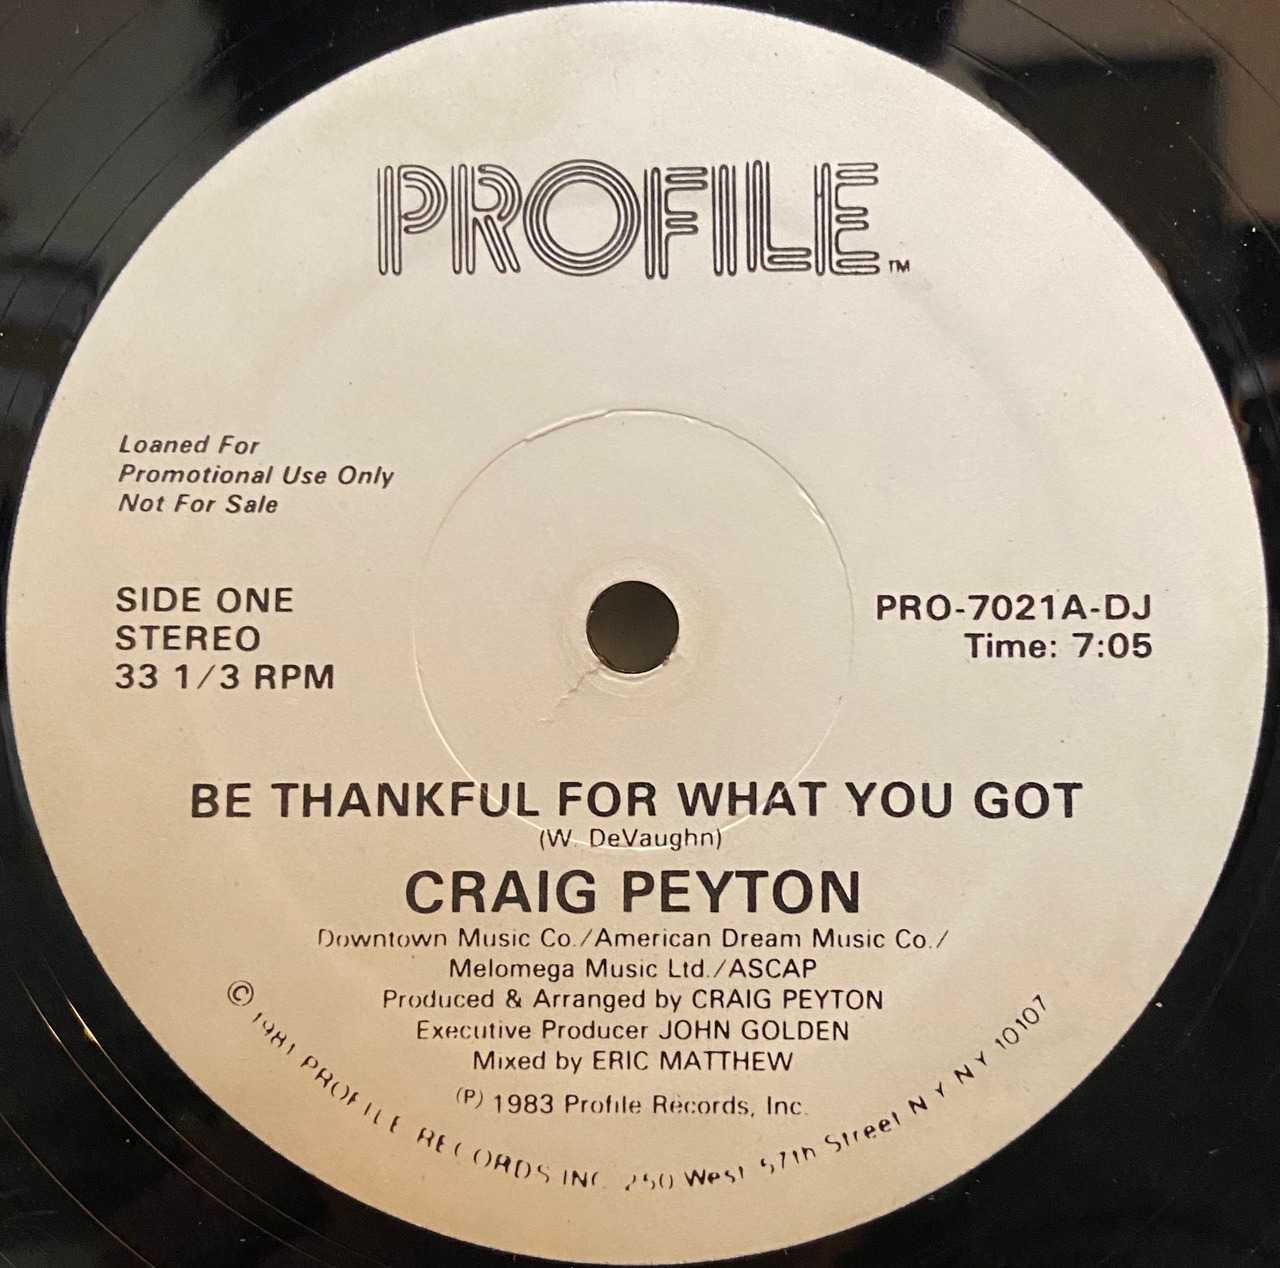 PROFILE™
Loaned For
Promotional Use Only
Not For Sale
SIDE ONE
STEREO
33 1/3 RPM
PRO-7021A-DJ
Time: 7:05
BE THANKFUL FOR WHAT YOU GOT
(W. DeVaughn)
CRAIG PEYTON
Downtown Music Co./American Dream Music Co./
Melomega Music Ltd./ASCAP
Produced & Arranged by CRAIG PEYTON
Executive Producer JOHN GOLDEN
Mixed by ERIC MATTHEW
(P) 1983 Profile Records, Inc.
© 1981 PROFILE RECORDS INC. 250 West 57th Street N Y N Y 10107